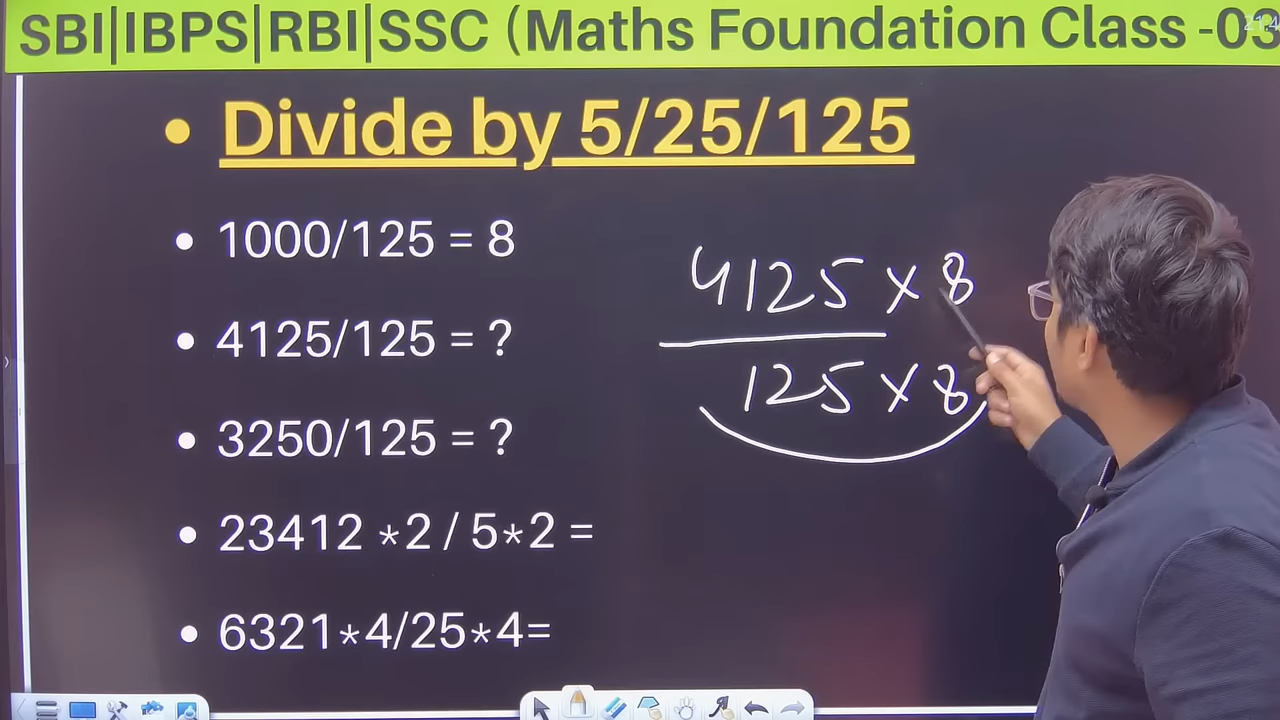 SBI|IBPS|RBI|SSC (Maths Foundation Class -03
• Divide by 5/25/125
• 1000/125 = 8
• 4125/125 = ?
• 3250/125 = ?
• 23412 *2 / 5*2 =
• 6321*4/25*4=
4125 × 8
125 × 8